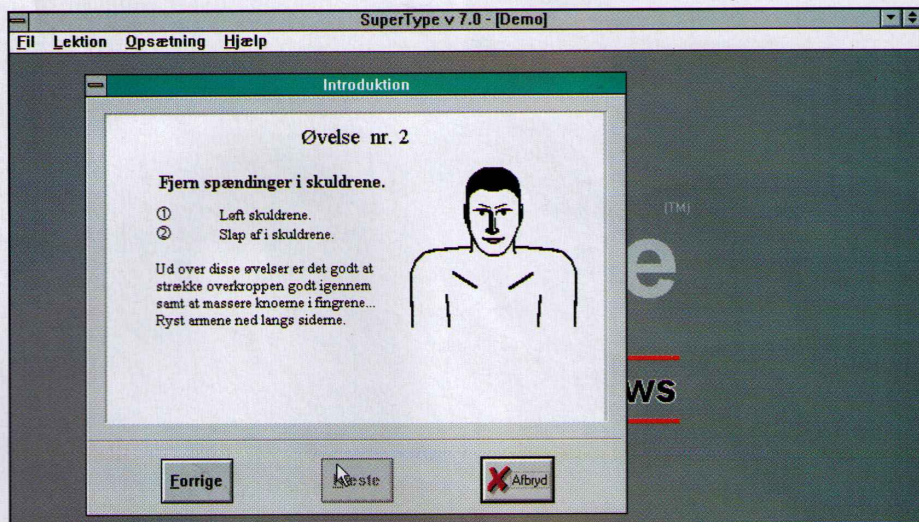 SuperType v 7.0 - [Demo]
Fil Lektion Opsætning Hjælp
Introduktion
Øvelse nr. 2
Fjern spændinger i skuldrene.
① Løft skuldrene.
② Slap af i skuldrene.
Ud over disse øvelser er det godt at
strække overkroppen godt igennem
samt at massere knoerne i fingrene...
Ryst armene ned langs siderne.
(TM)
e
ws
Forrige Næste Afbryd